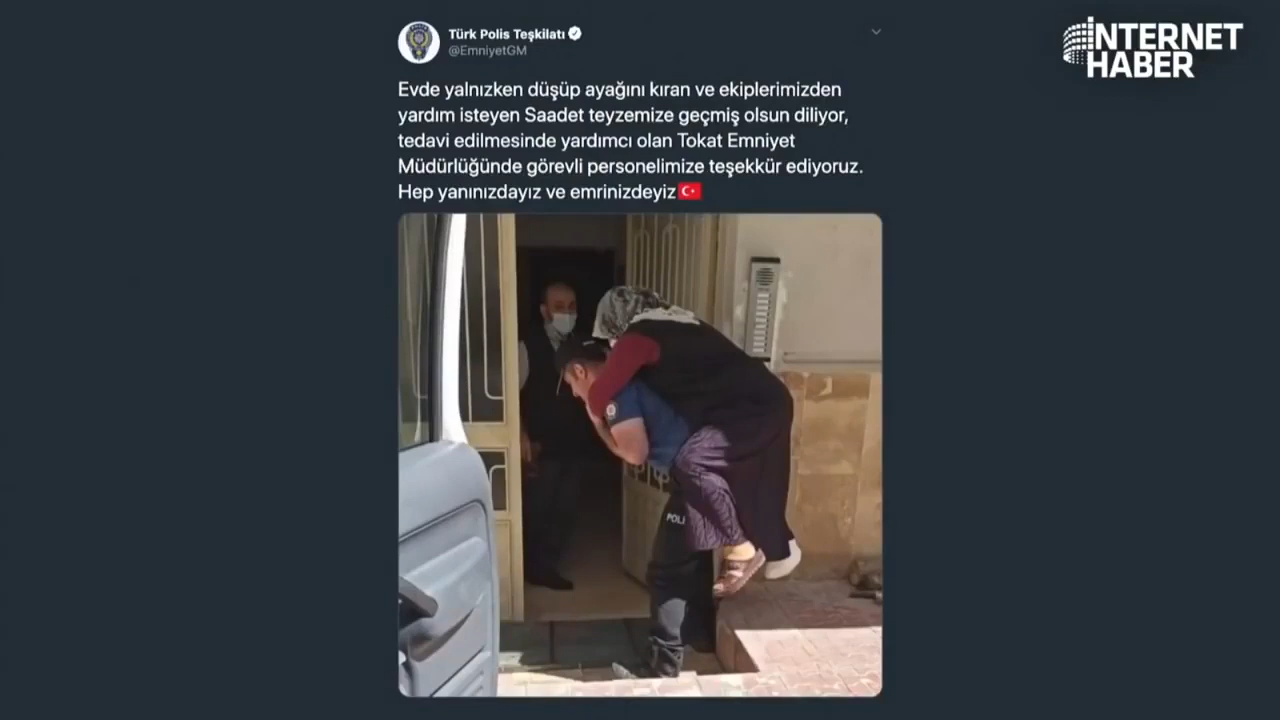 Türk Polis Teşkilatı
@EmniyetGM
İNTERNET
HABER
Evde yalnızken düşüp ayağını kıran ve ekiplerimizden
yardım isteyen Saadet teyzemize geçmiş olsun diliyor,
tedavi edilmesinde yardımcı olan Tokat Emniyet
Müdürlüğünde görevli personelimize teşekkür ediyoruz.
Hep yanınızdayız ve emrinizdeyiz🇹🇷
POLİ